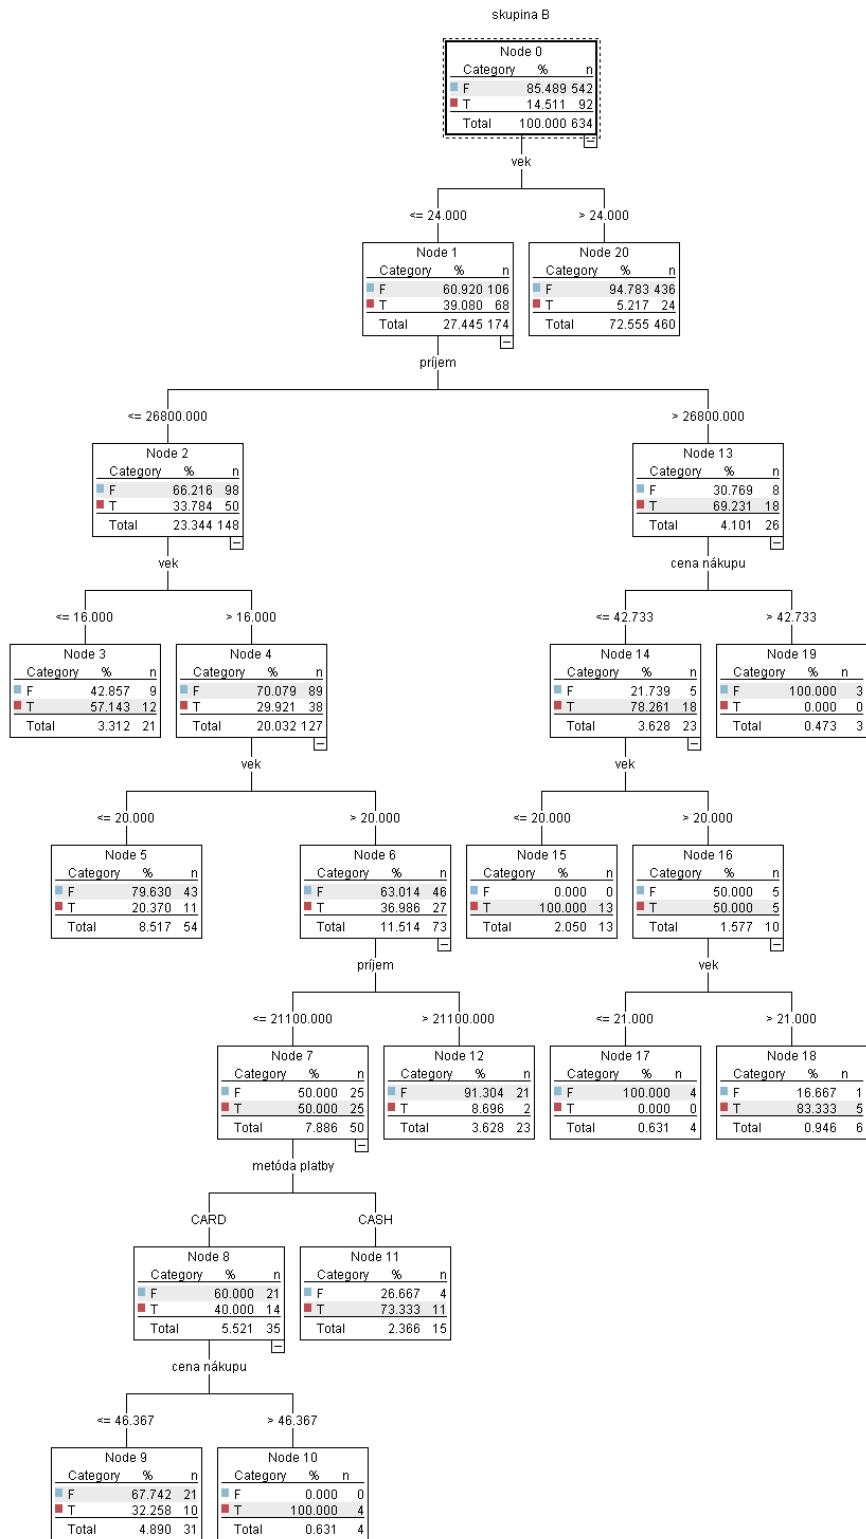 skupina B
Node 0
Category % n
F 85.489 542
T 14.511 92
Total 100.000 634
vek
<= 24.000 > 24.000
Node 1
Category % n
F 60.920 106
T 39.080 68
Total 27.445 174
Node 20
Category % n
F 94.783 436
T 5.217 24
Total 72.555 460
príjem
<= 26800.000 > 26800.000
Node 2
Category % n
F 66.216 98
T 33.784 50
Total 23.344 148
Node 13
Category % n
F 30.769 8
T 69.231 18
Total 4.101 26
vek
cena nákupu
<= 16.000 > 16.000 <= 42.733 > 42.733
Node 3
Category % n
F 42.857 9
T 57.143 12
Total 3.312 21
Node 4
Category % n
F 70.079 89
T 29.921 38
Total 20.032 127
Node 14
Category % n
F 21.739 5
T 78.261 18
Total 3.628 23
Node 19
Category % n
F 100.000 3
T 0.000 0
Total 0.473 3
vek
vek
<= 20.000 > 20.000 <= 20.000 > 20.000
Node 5
Category % n
F 79.630 43
T 20.370 11
Total 8.517 54
Node 6
Category % n
F 63.014 46
T 36.986 27
Total 11.514 73
Node 15
Category % n
F 0.000 0
T 100.000 13
Total 2.050 13
Node 16
Category % n
F 50.000 5
T 50.000 5
Total 1.577 10
príjem
vek
<= 21100.000 > 21100.000 <= 21.000 > 21.000
Node 7
Category % n
F 50.000 25
T 50.000 25
Total 7.886 50
Node 12
Category % n
F 91.304 21
T 8.696 2
Total 3.628 23
Node 17
Category % n
F 100.000 4
T 0.000 0
Total 0.631 4
Node 18
Category % n
F 16.667 1
T 83.333 5
Total 0.946 6
metóda platby
CARD CASH
Node 8
Category % n
F 60.000 21
T 40.000 14
Total 5.521 35
Node 11
Category % n
F 26.667 4
T 73.333 11
Total 2.366 15
cena nákupu
<= 46.367 > 46.367
Node 9
Category % n
F 67.742 21
T 32.258 10
Total 4.890 31
Node 10
Category % n
F 0.000 0
T 100.000 4
Total 0.631 4